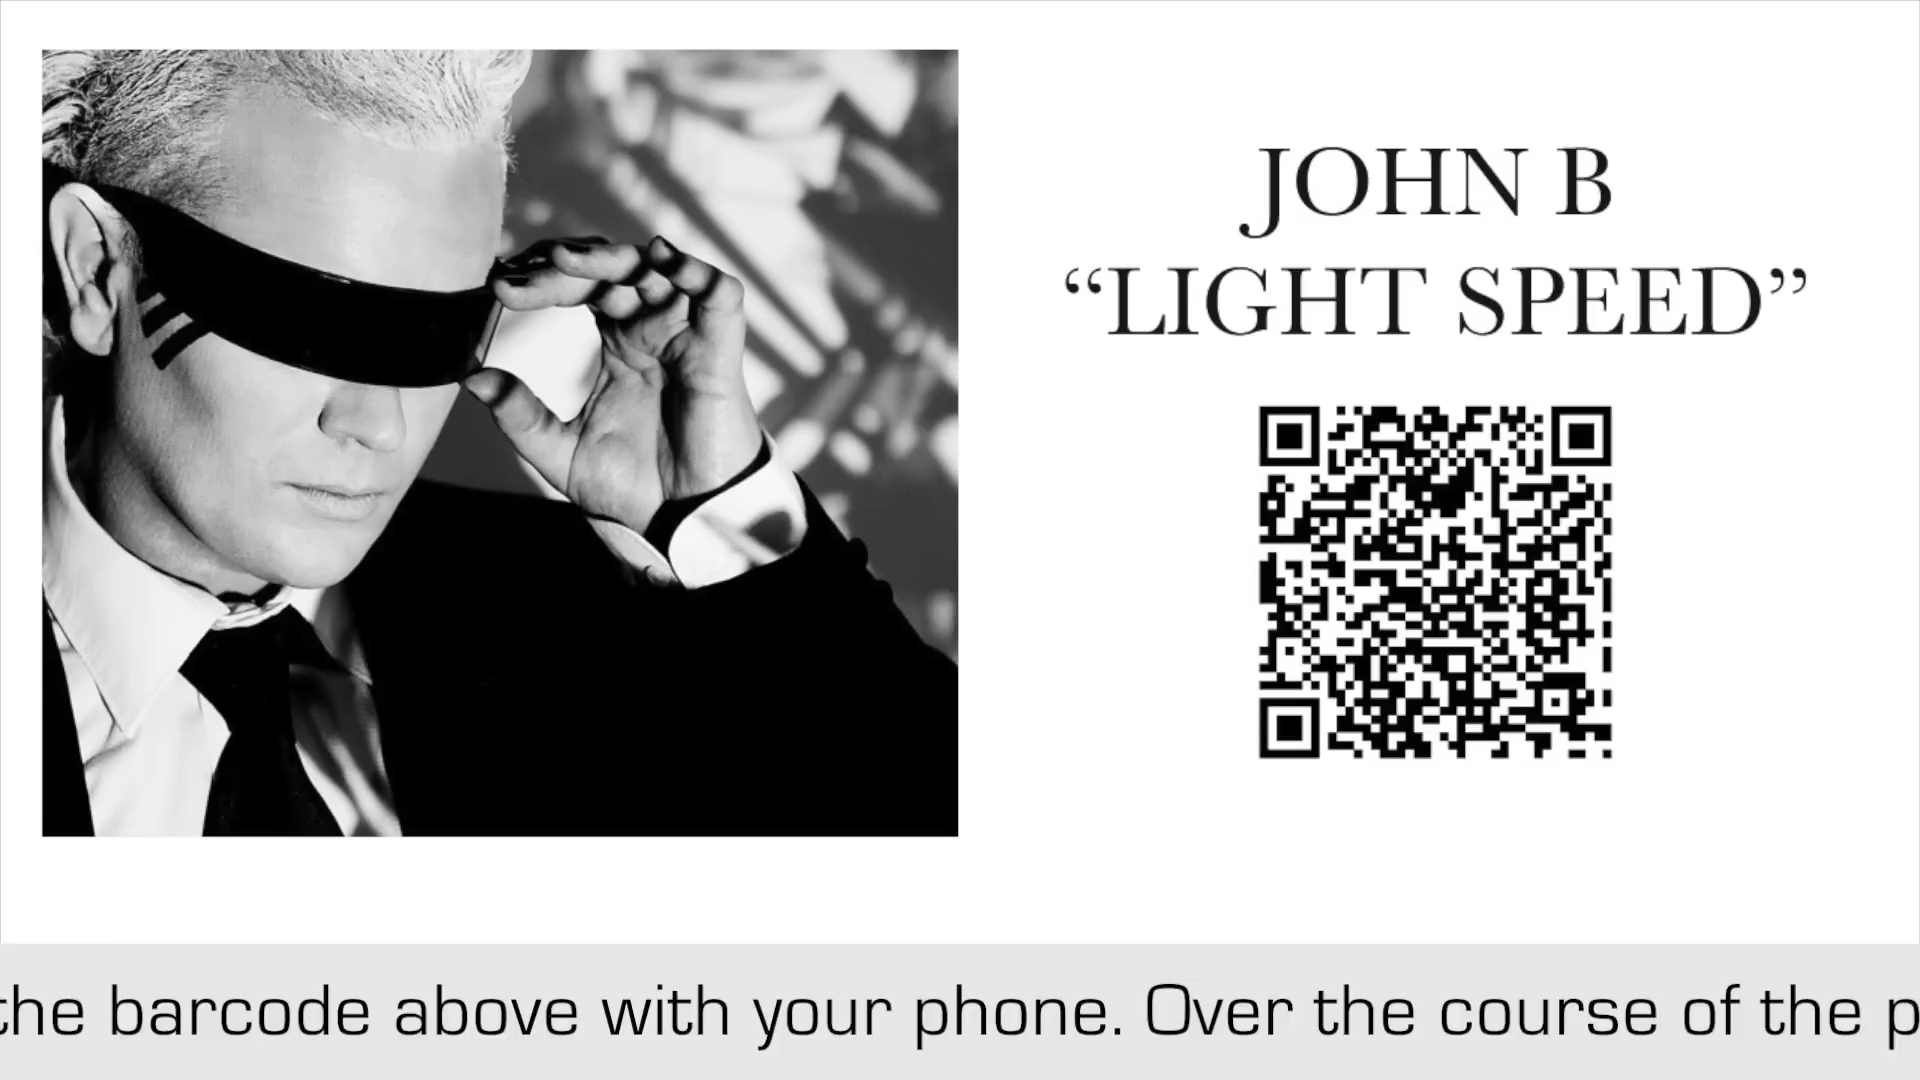 JOHN B
“LIGHT SPEED”
the barcode above with your phone. Over the course of the p